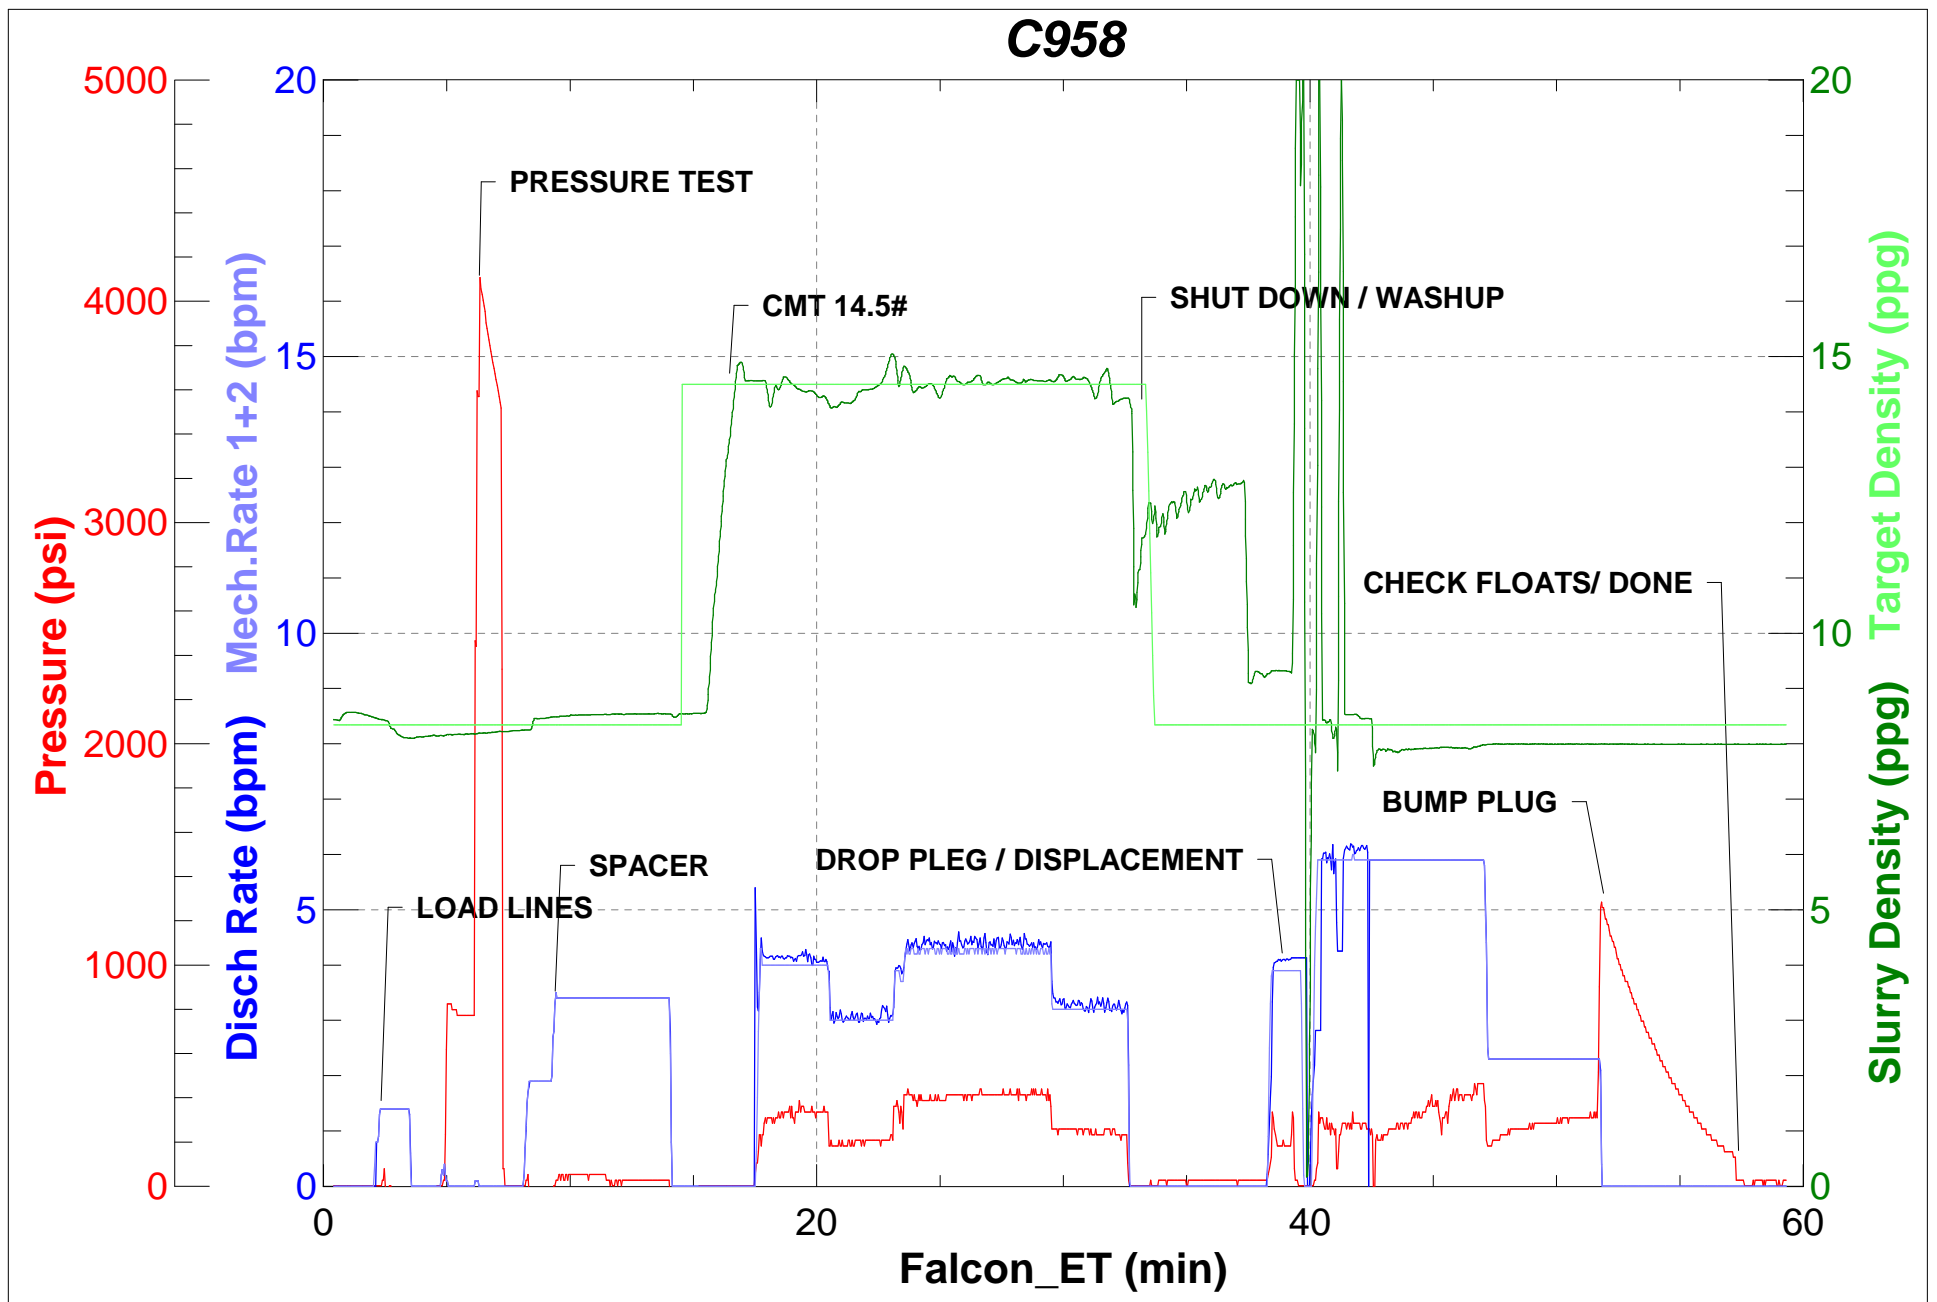 C958
5000
4000
3000
2000
1000
0
Pressure (psi)
20
15
10
5
0
Disch Rate (bpm) Mech.Rate 1+2 (bpm)
PRESSURE TEST
CMT 14.5#
SHUT DOWN / WASHUP
CHECK FLOATS/ DONE
BUMP PLUG
DROP PLEG / DISPLACEMENT
SPACER
LOAD LINES
20
15
10
5
0
Slurry Density (ppg) Target Density (ppg)
0 20 40 60
Falcon_ET (min)